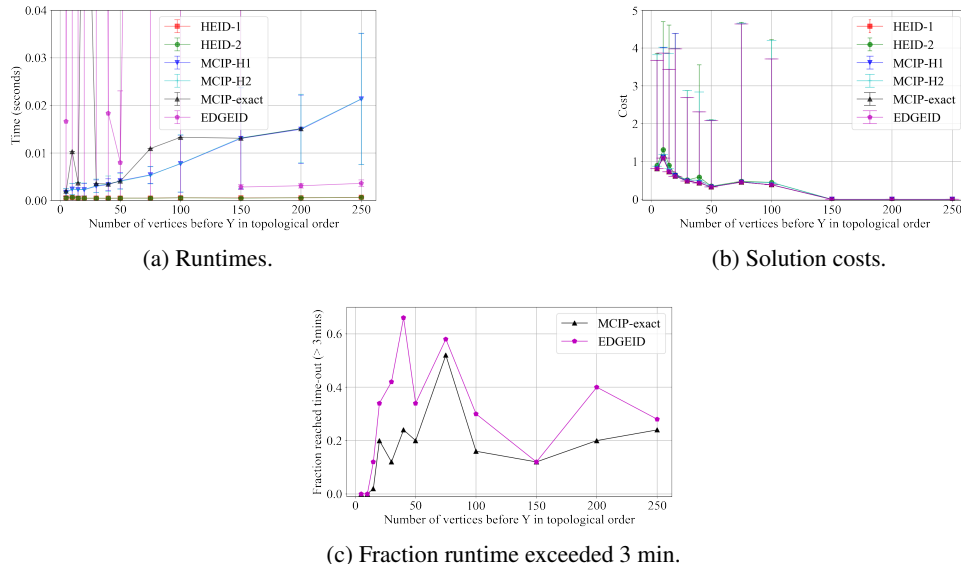 0.04
0.03
0.02
0.01
0.00
Time (seconds)
HEID-1
HEID-2
MCIP-H1
MCIP-H2
MCIP-exact
EDGEID
0 50 100 150 200 250
Number of vertices before Y in topological order
(a) Runtimes.
5
4
3
2
1
0
Cost
HEID-1
HEID-2
MCIP-H1
MCIP-H2
MCIP-exact
EDGEID
0 50 100 150 200 250
Number of vertices before Y in topological order
(b) Solution costs.
0.6
0.4
0.2
0.0
Fraction reached time-out (> 3mins)
MCIP-exact
EDGEID
0 50 100 150 200 250
Number of vertices before Y in topological order
(c) Fraction runtime exceeded 3 min.